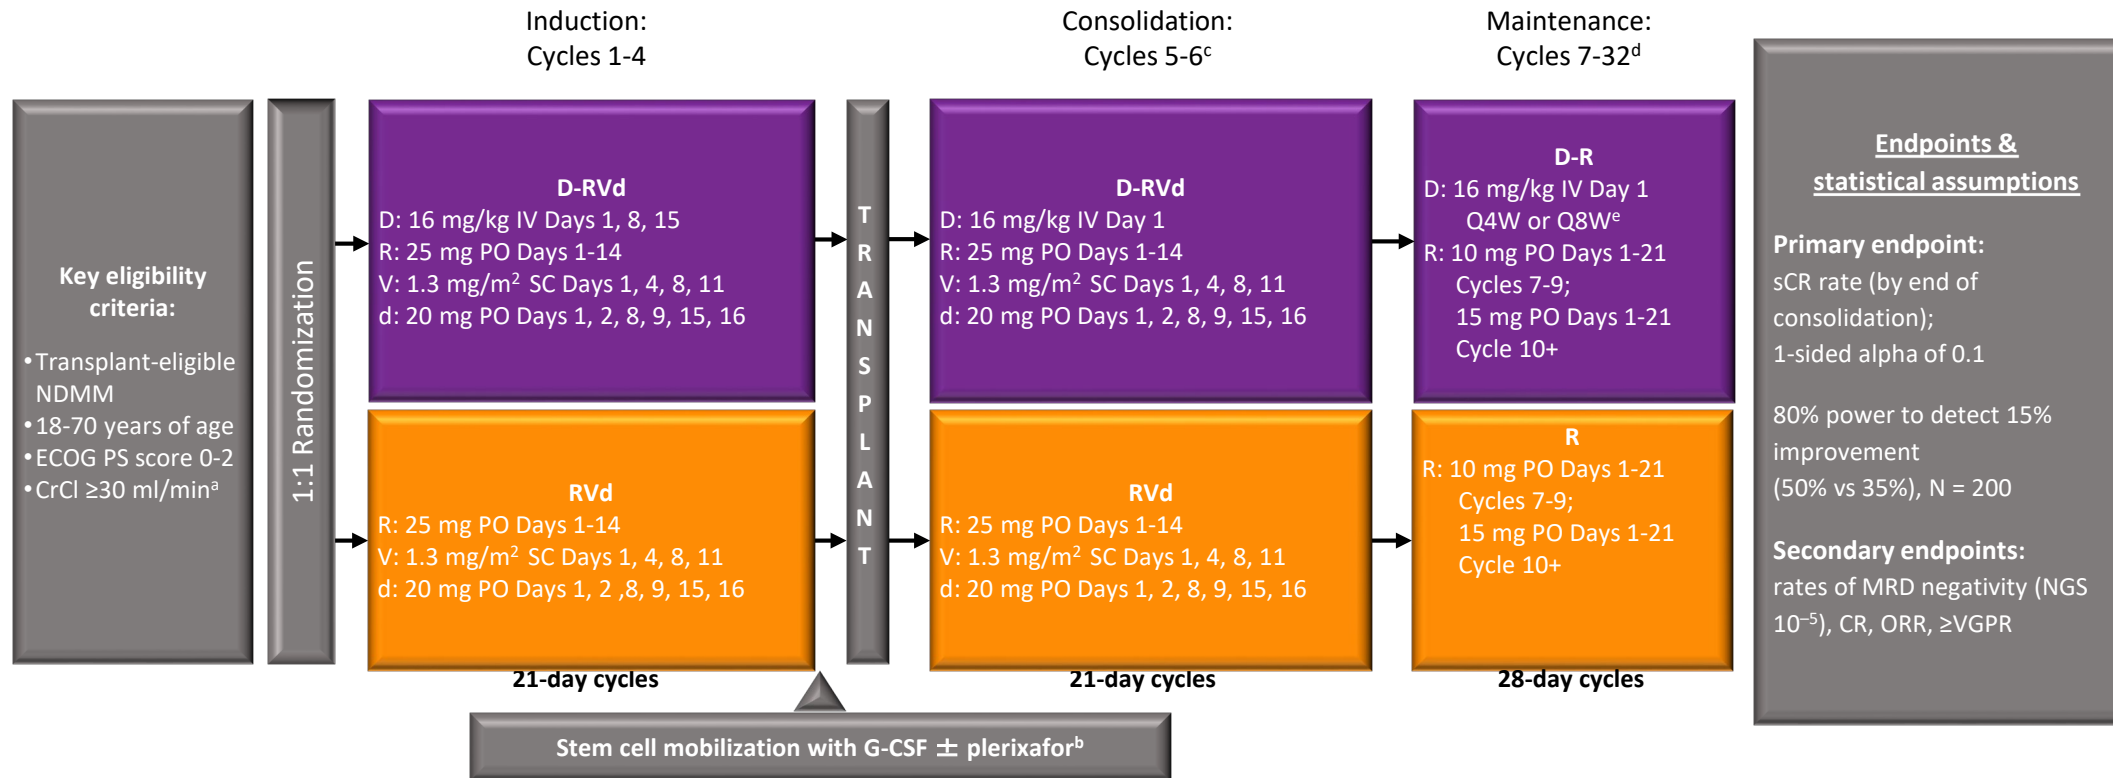 Induction:
Cycles 1-4
Consolidation:
Cycles 5-6ᶜ
Maintenance:
Cycles 7-32ᵈ
Key eligibility
criteria:
•Transplant-eligible
NDMM
•18-70 years of age
•ECOG PS score 0-2
•CrCl ≥30 ml/minᵃ
1:1 Randomization
D-RVd
D: 16 mg/kg IV Days 1, 8, 15
R: 25 mg PO Days 1-14
V: 1.3 mg/m² SC Days 1, 4, 8, 11
d: 20 mg PO Days 1, 2, 8, 9, 15, 16
RVd
R: 25 mg PO Days 1-14
V: 1.3 mg/m² SC Days 1, 4, 8, 11
d: 20 mg PO Days 1, 2 ,8, 9, 15, 16
21-day cycles
TRANSPLANT
D-RVd
D: 16 mg/kg IV Day 1
R: 25 mg PO Days 1-14
V: 1.3 mg/m² SC Days 1, 4, 8, 11
d: 20 mg PO Days 1, 2, 8, 9, 15, 16
RVd
R: 25 mg PO Days 1-14
V: 1.3 mg/m² SC Days 1, 4, 8, 11
d: 20 mg PO Days 1, 2, 8, 9, 15, 16
21-day cycles
D-R
D: 16 mg/kg IV Day 1
Q4W or Q8Wᵉ
R: 10 mg PO Days 1-21
Cycles 7-9;
15 mg PO Days 1-21
Cycle 10+
R
R: 10 mg PO Days 1-21
Cycles 7-9;
15 mg PO Days 1-21
Cycle 10+
28-day cycles
Stem cell mobilization with G-CSF ± plerixaforᵇ
Endpoints &
statistical assumptions
Primary endpoint:
sCR rate (by end of
consolidation);
1-sided alpha of 0.1
80% power to detect 15%
improvement
(50% vs 35%), N = 200
Secondary endpoints:
rates of MRD negativity (NGS
10⁻⁵), CR, ORR, ≥VGPR